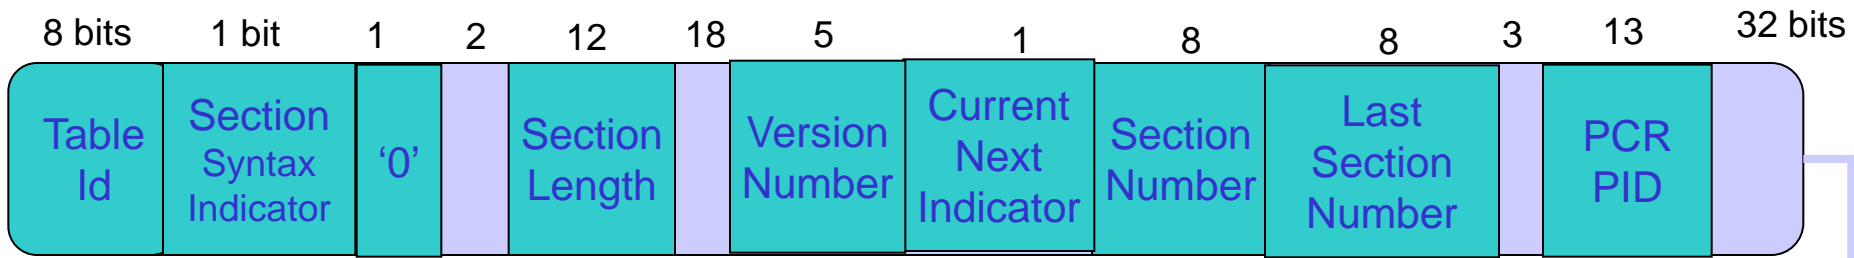 8 bits 1 bit 1 2 12 18 5 1 8 8 3 13 32 bits
Table
Id
Section
Syntax
Indicator
‘0’
Section
Length
Version
Number
Current
Next
Indicator
Section
Number
Last
Section
Number
PCR
PID